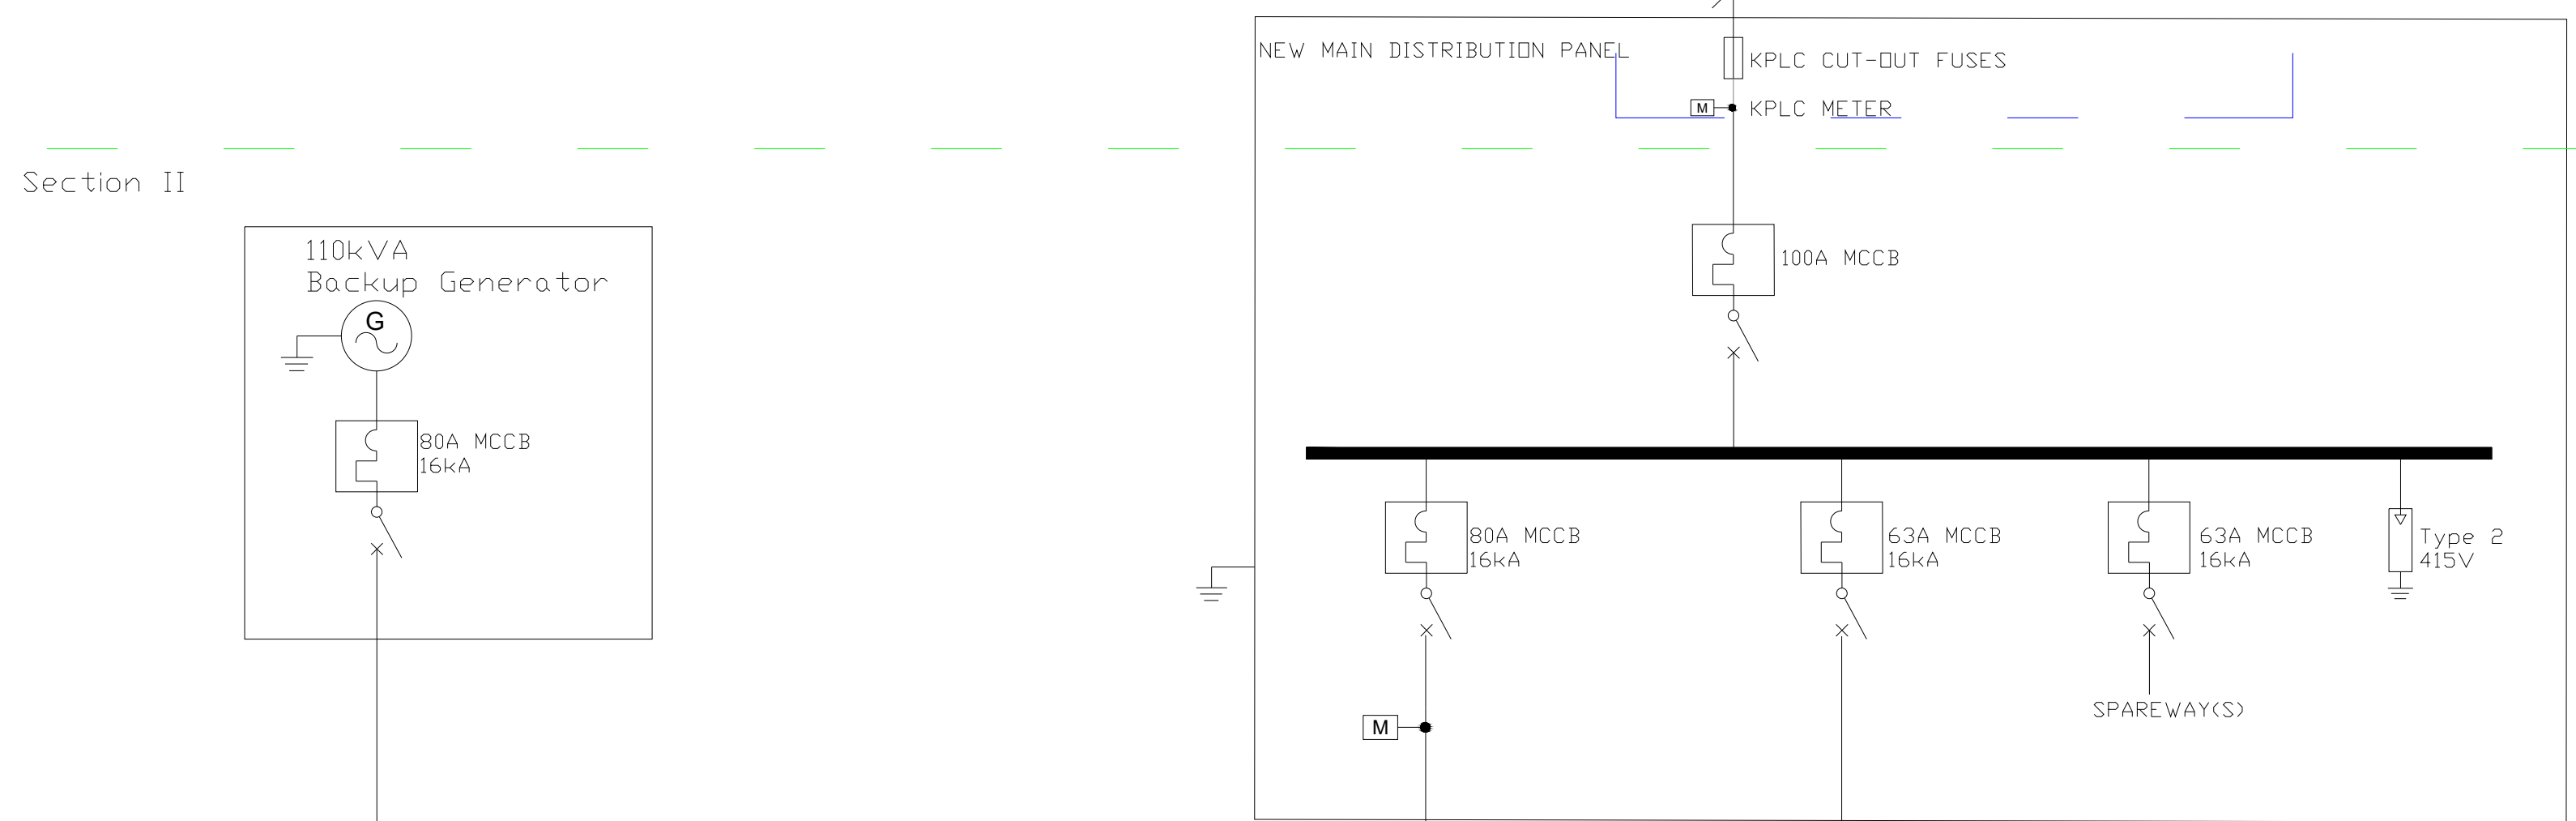 NEW MAIN DISTRIBUTION PANEL
KPLC CUT-OUT FUSES
M
KPLC METER
Section II
110kVA
Backup Generator
G
100A MCCB
80A MCCB
16kA
80A MCCB
16kA
63A MCCB
16kA
63A MCCB
16kA
Type 2
415V
SPAREWAY(S)
M